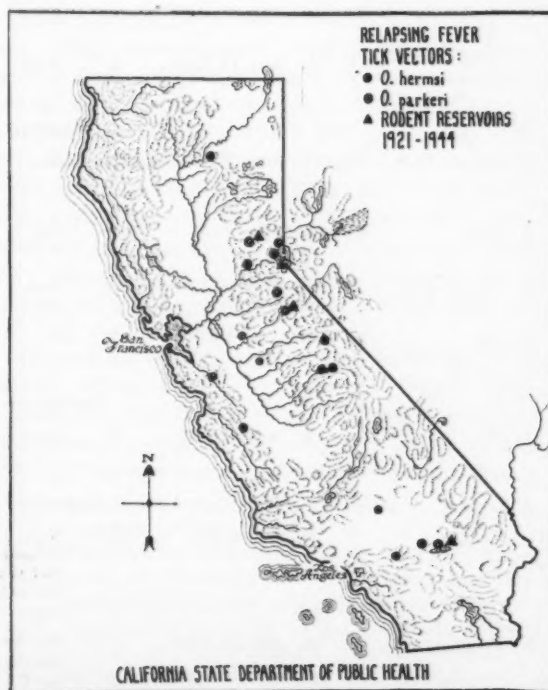 RELAPSING FEVER
TICK VECTORS:
O. hermsi
O. parkeri
RODENT RESERVOIRS
1921-1944
San
Francisco
N
Los
Angeles
CALIFORNIA STATE DEPARTMENT OF PUBLIC HEALTH